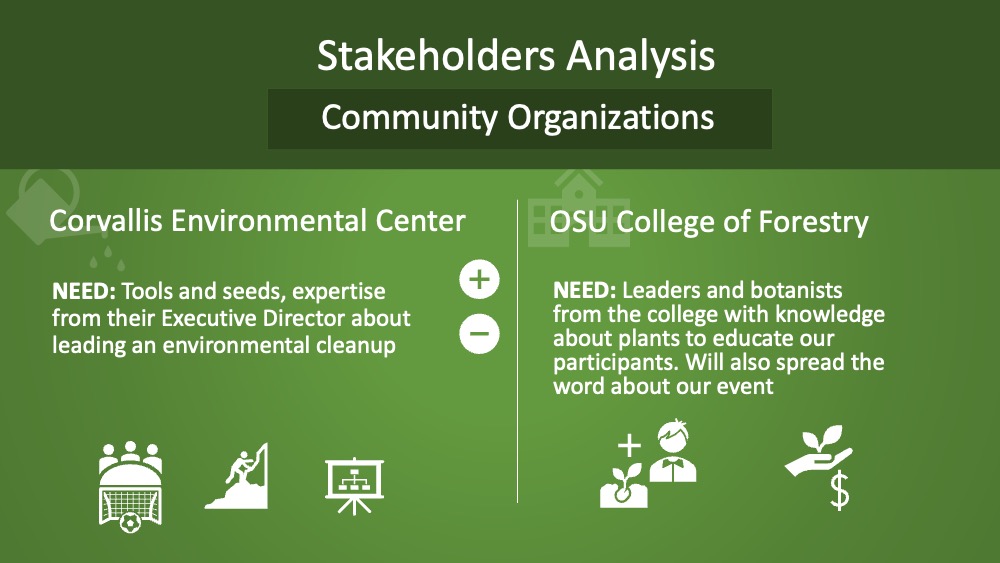 Stakeholders Analysis
Community Organizations
Corvallis Environmental Center
NEED: Tools and seeds, expertise
from their Executive Director about
leading an environmental cleanup
+
−
OSU College of Forestry
NEED: Leaders and botanists
from the college with knowledge
about plants to educate our
participants. Will also spread the
word about our event
+
$